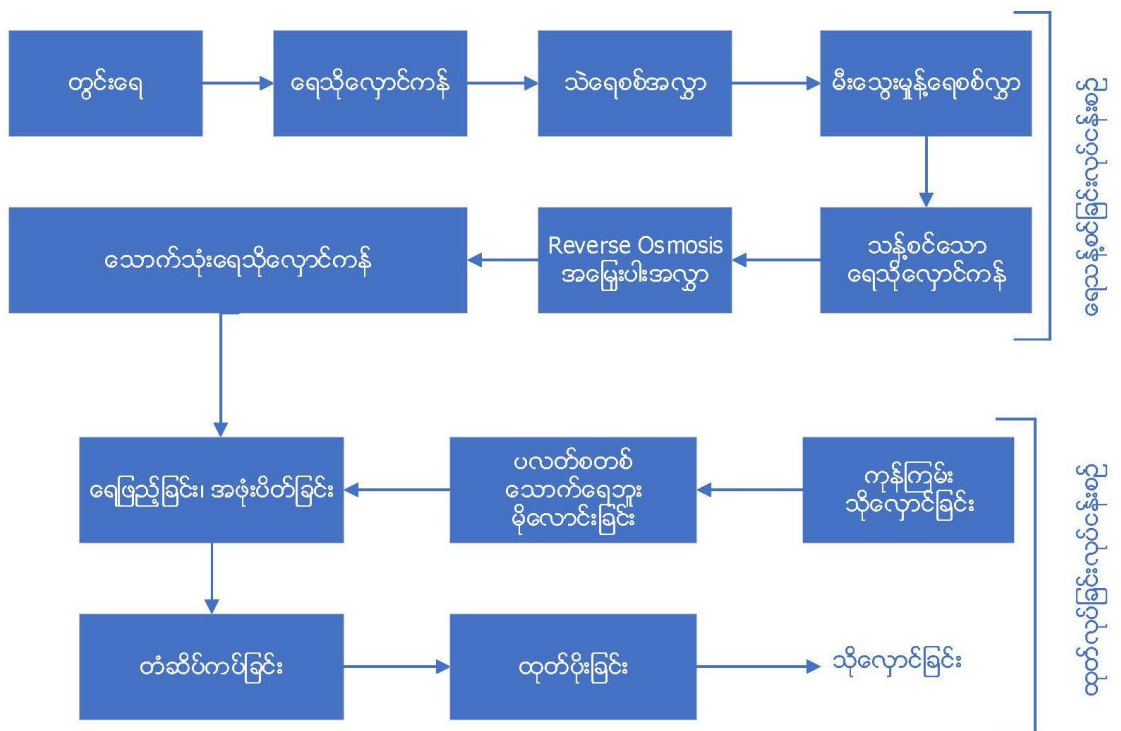 တွင်းရေ
ရေသိုလှောင်ကန်
သဲရေစစ်အလွှာ
မီးသွေးမှုန့်ရေစစ်လွှာ
ရေသန့်စင်ခြင်းလုပ်ငန်းစဉ်
သောက်သုံးရေသိုလှောင်ကန်
Reverse Osmosis
အမြှေးပါးအလွှာ
သန့်စင်သော
ရေသိုလှောင်ကန်
ရေဖြည့်ခြင်း၊ အဖုံးပိတ်ခြင်း
ပလတ်စတစ်
သောက်ရေဘူး
မိုလောင်းခြင်း
ကုန်ကြမ်း
သိုလှောင်ခြင်း
ထုတ်လုပ်ခြင်းလုပ်ငန်းစဉ်
တံဆိပ်ကပ်ခြင်း
ထုတ်ပိုးခြင်း
သိုလှောင်ခြင်း